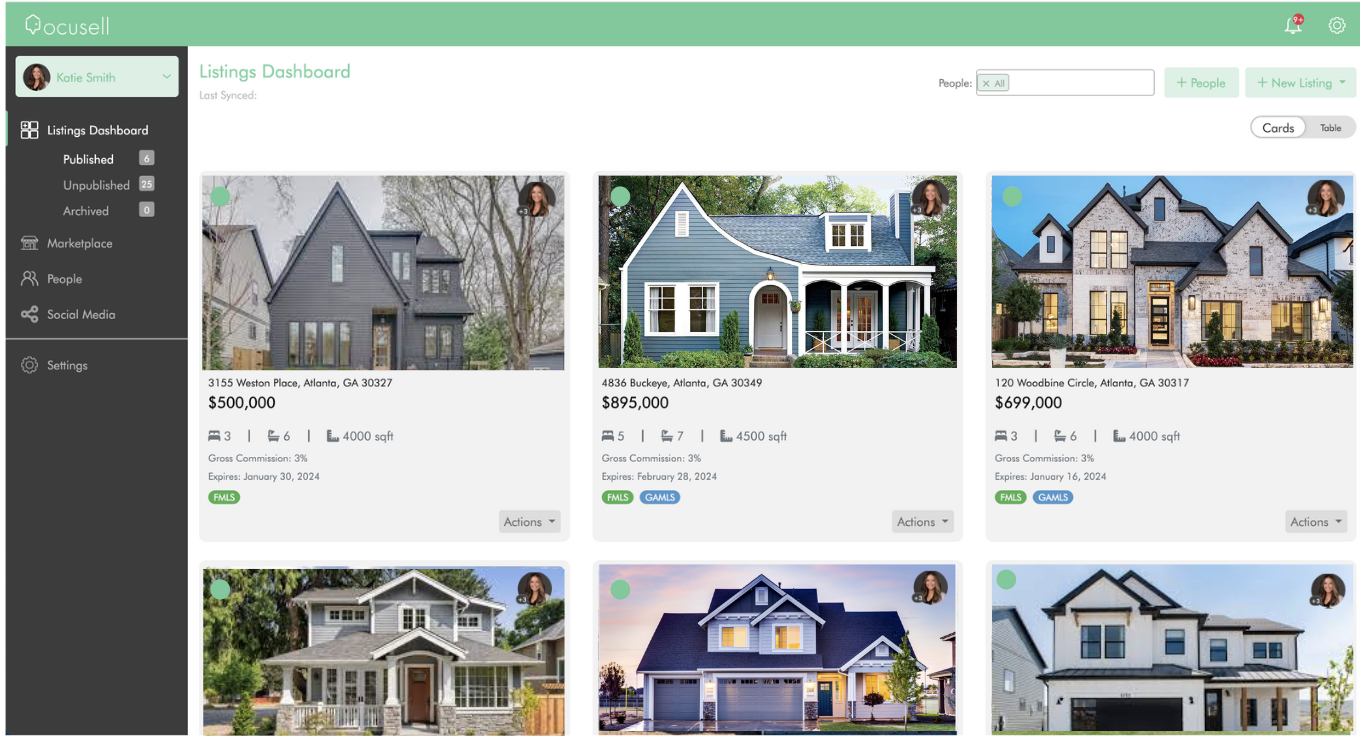 ocusell
9+
Katie Smith
Listings Dashboard
Published 6
Unpublished 25
Archived 0
Marketplace
People
Social Media
Settings
Listings Dashboard
Last Synced:
People: × All
+ People
+ New Listing
Cards Table
+3
3155 Weston Place, Atlanta, GA 30327
$500,000
3 | 6 | 4000 sqft
Gross Commission: 3%
Expires: January 30, 2024
FMLS
Actions
+3
4836 Buckeye, Atlanta, GA 30349
$895,000
5 | 7 | 4500 sqft
Gross Commission: 3%
Expires: February 28, 2024
FMLS GAMLS
Actions
+3
120 Woodbine Circle, Atlanta, GA 30317
$699,000
3 | 6 | 4000 sqft
Gross Commission: 3%
Expires: January 16, 2024
FMLS GAMLS
Actions
+3
+3
+3